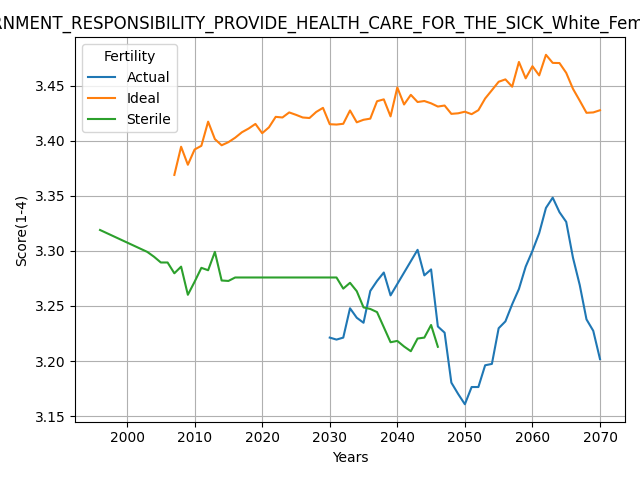 RNMENT_RESPONSIBILITY_PROVIDE_HEALTH_CARE_FOR_THE_SICK_White_Fem
Fertility
Actual
Ideal
Sterile
Score(1-4)
3.45
3.40
3.35
3.30
3.25
3.20
3.15
2000 2010 2020 2030 2040 2050 2060 2070
Years